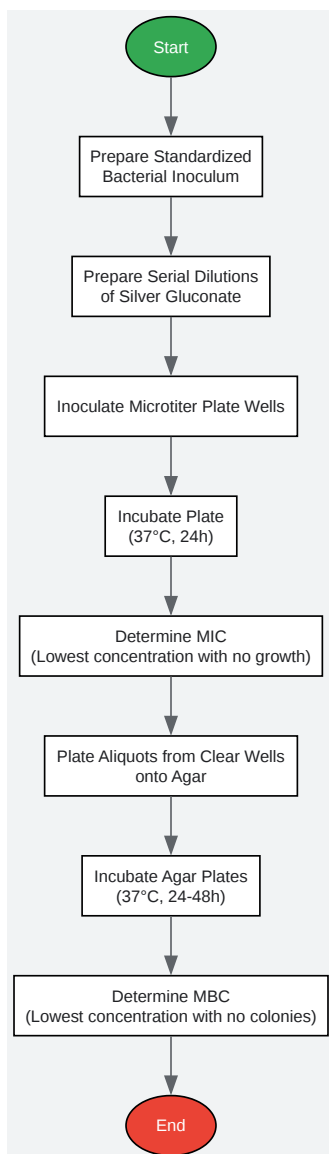 Start
Prepare Standardized
Bacterial Inoculum
Prepare Serial Dilutions
of Silver Gluconate
Inoculate Microtiter Plate Wells
Incubate Plate
(37°C, 24h)
Determine MIC
(Lowest concentration with no growth)
Plate Aliquots from Clear Wells
onto Agar
Incubate Agar Plates
(37°C, 24-48h)
Determine MBC
(Lowest concentration with no colonies)
End